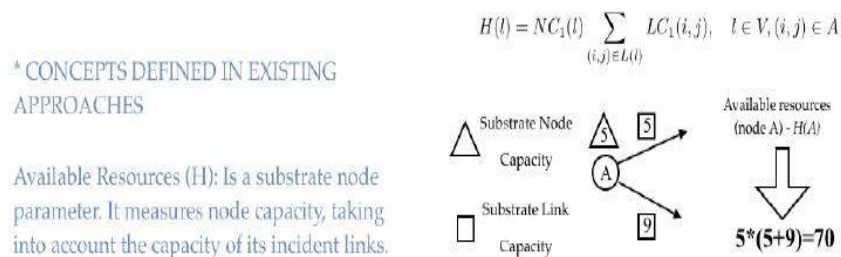 * CONCEPTS DEFINED IN EXISTING
APPROACHES
Available Resources (H): Is a substrate node
parameter. It measures node capacity, taking
into account the capacity of its incident links.
H(l) = NC₁(l) ∑ LC₁(i,j), l ∈ V, (i,j) ∈ A
(i,j)∈L(l)
Substrate Node
Capacity
Substrate Link
Capacity
5
5
A
9
Available resources
(node A) - H(A)
5*(5+9)=70